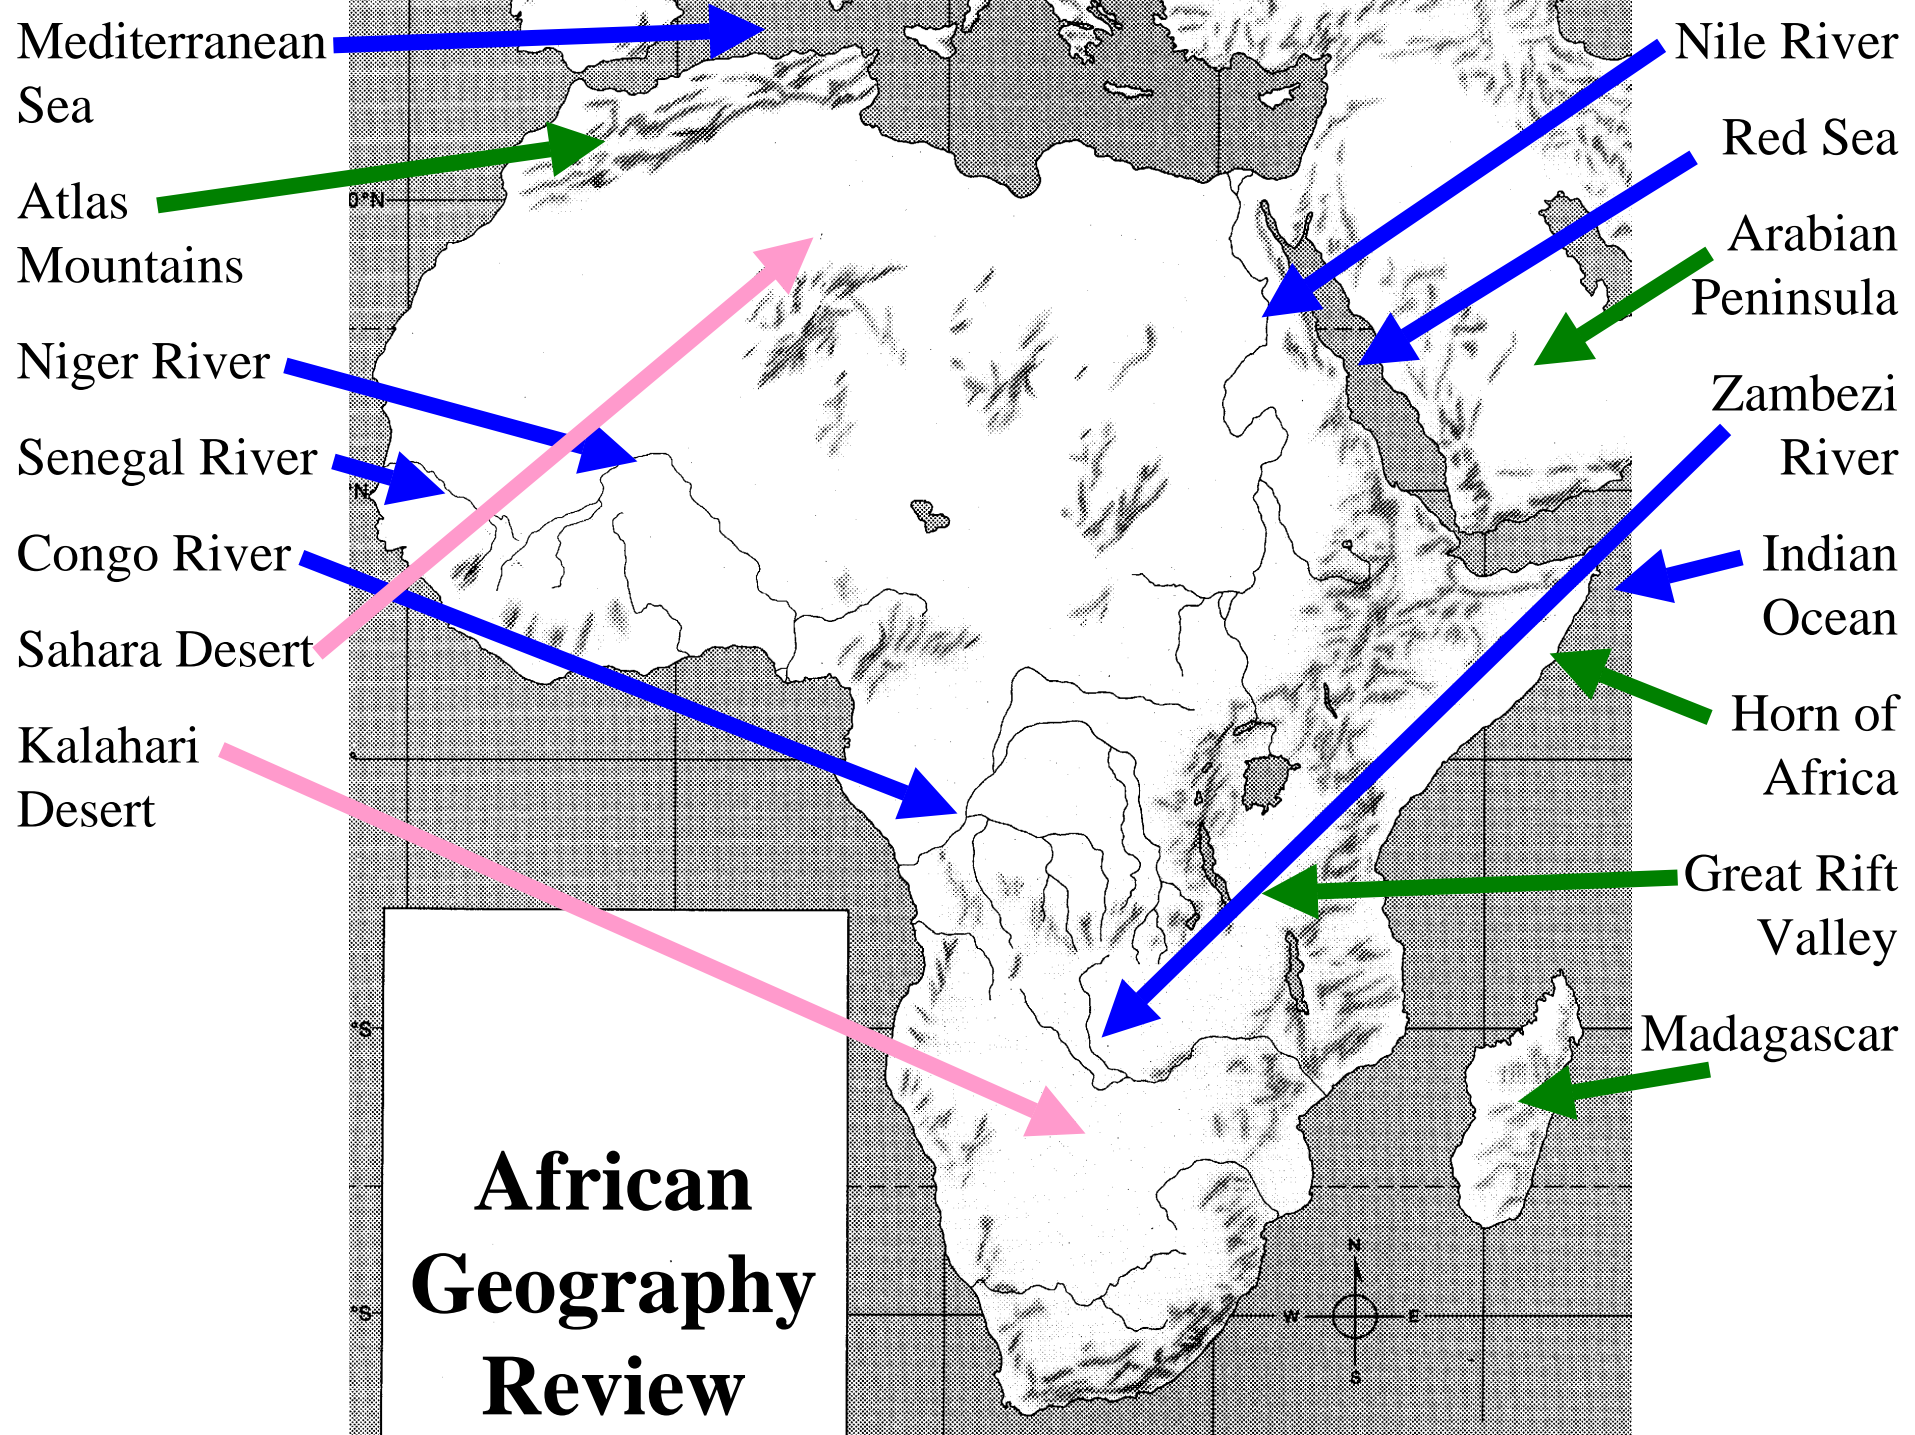 Mediterranean
Sea
Atlas
Mountains
Niger River
Senegal River
Congo River
Sahara Desert
Kalahari
Desert
Nile River
Red Sea
Arabian
Peninsula
Zambezi
River
Indian
Ocean
Horn of
Africa
Great Rift
Valley
Madagascar
0°N
°N
°
°S
°S
African
Geography
Review
N
W E
S